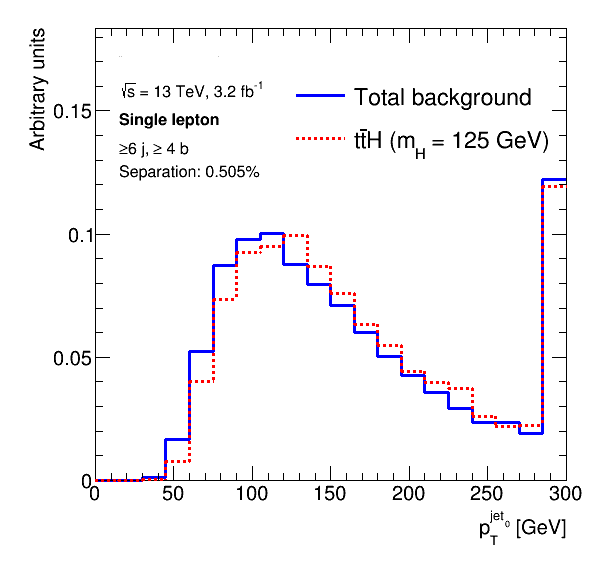 Arbitrary units
√s = 13 TeV, 3.2 fb⁻¹
Single lepton
≥6 j, ≥ 4 b
Separation: 0.505%
Total background
tt̄H (m_H = 125 GeV)
0.15
0.1
0.05
0
0 50 100 150 200 250 300
p_T^{jet_0} [GeV]